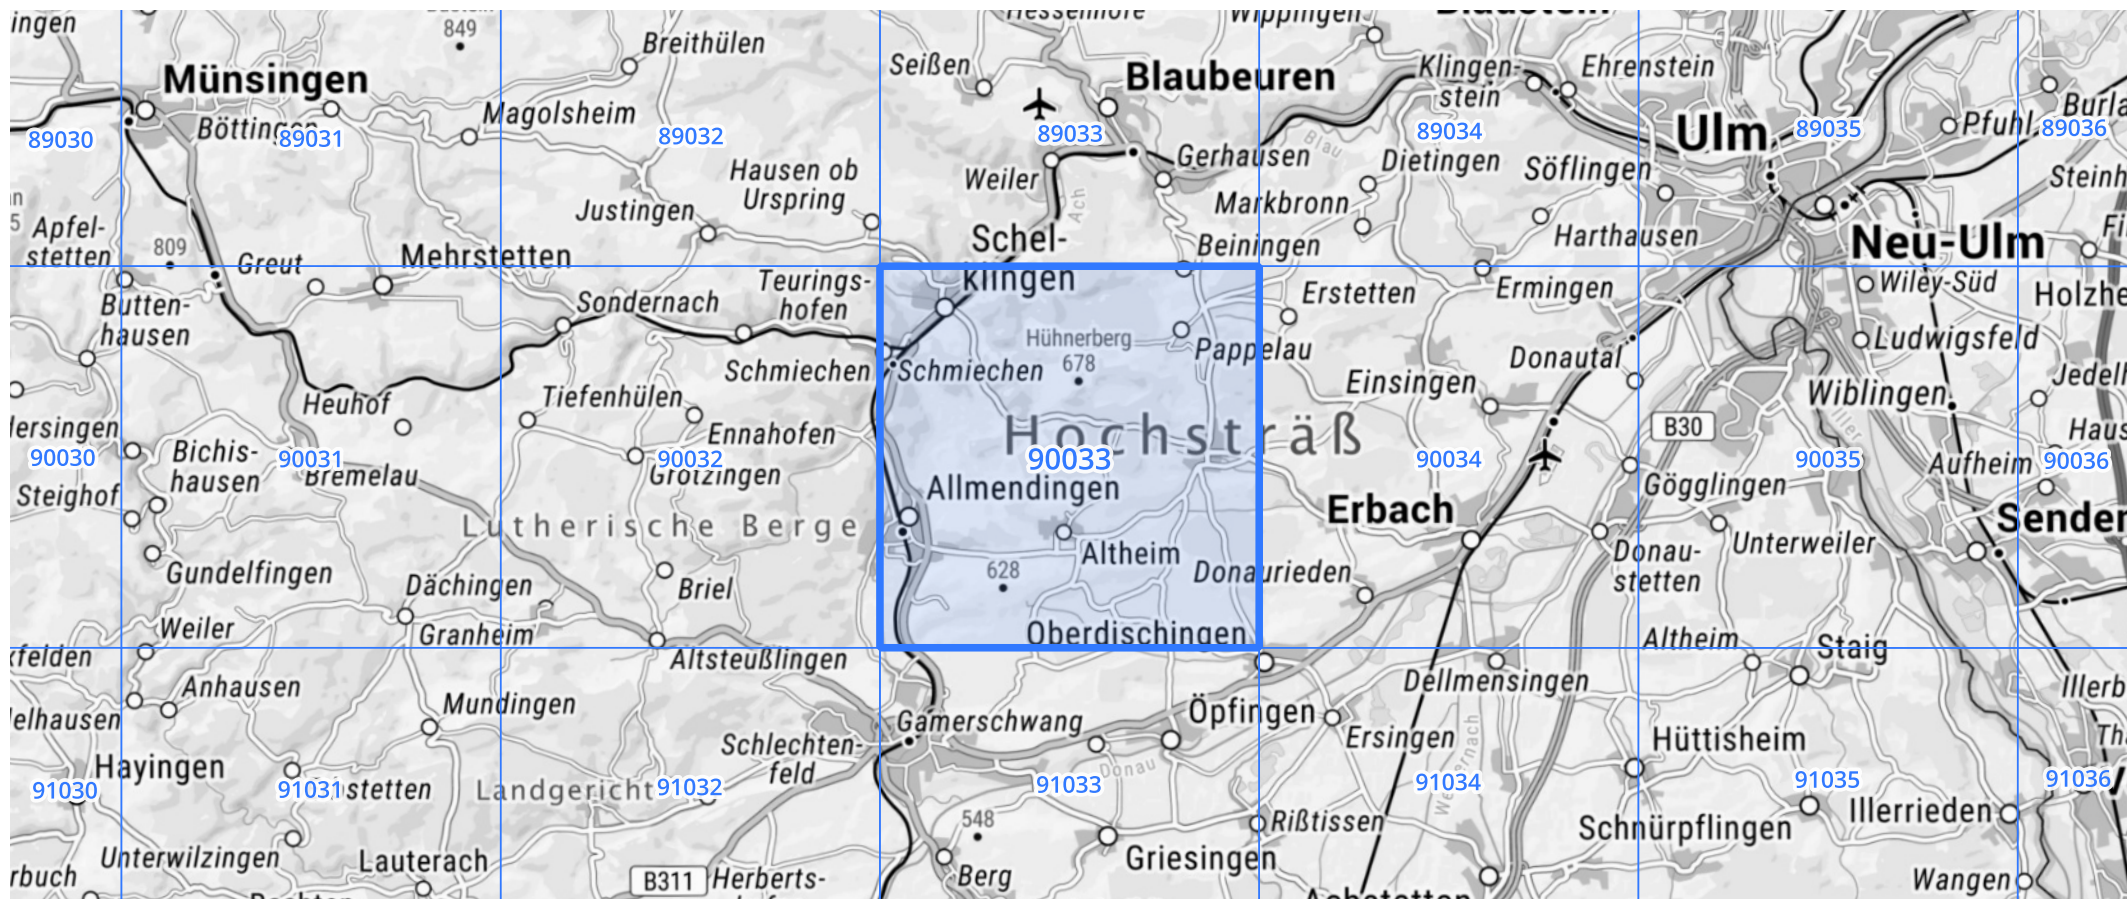 849
Breithülen
Seißen
Blaubeuren
Klingen-
stein
Ehrenstein
Münsingen
Böttingen
Magolsheim
89030
89031
89032
89033
89034
89035
89036
Ulm
Pfuhl
Blau
Gerhausen
Dietingen
Söflingen
Hausen ob
Urspring
Weiler
Ach
Markbronn
Justingen
Apfel-
stetten
809
Greut
Mehrstetten
Schel-
klingen
Beiningen
Harthausen
Neu-Ulm
Butten-
hausen
Sondernach
Teurings-
hofen
Erstetten
Ermingen
Wiley-Süd
Hühnerberg
678
Pappelau
Ludwigsfeld
Donautal
Schmiechen
Schmiechen
Einsingen
Wiblingen
Heuhof
Tiefenhülen
Ennahofen
Hochsträß
B30
Iller
90030
90031
90032
90033
90034
90035
90036
Bichis-
hausen
Bremelau
Grötzingen
Aufheim
Steighof
Allmendingen
Erbach
Gögglingen
Lutherische Berge
Altheim
Donau-
stetten
Unterweiler
Gundelfingen
Dächingen
Briel
628
Donaurieden
Weiler
Granheim
Oberdischingen
Altheim
Staig
Altsteußlingen
Anhausen
Mundingen
Dellmensingen
Gamerschwang
Öpfingen
Ersingen
Schlechten-
feld
Donau
Hüttisheim
Hayingen
91030
91031
91032
91033
91034
91035
91036
Landgericht
548
Rißtissen
Schnürpflingen
Illerrieden
Unterwilzingen
Lauterach
Griesingen
B311
Herberts-
Berg
Wangen